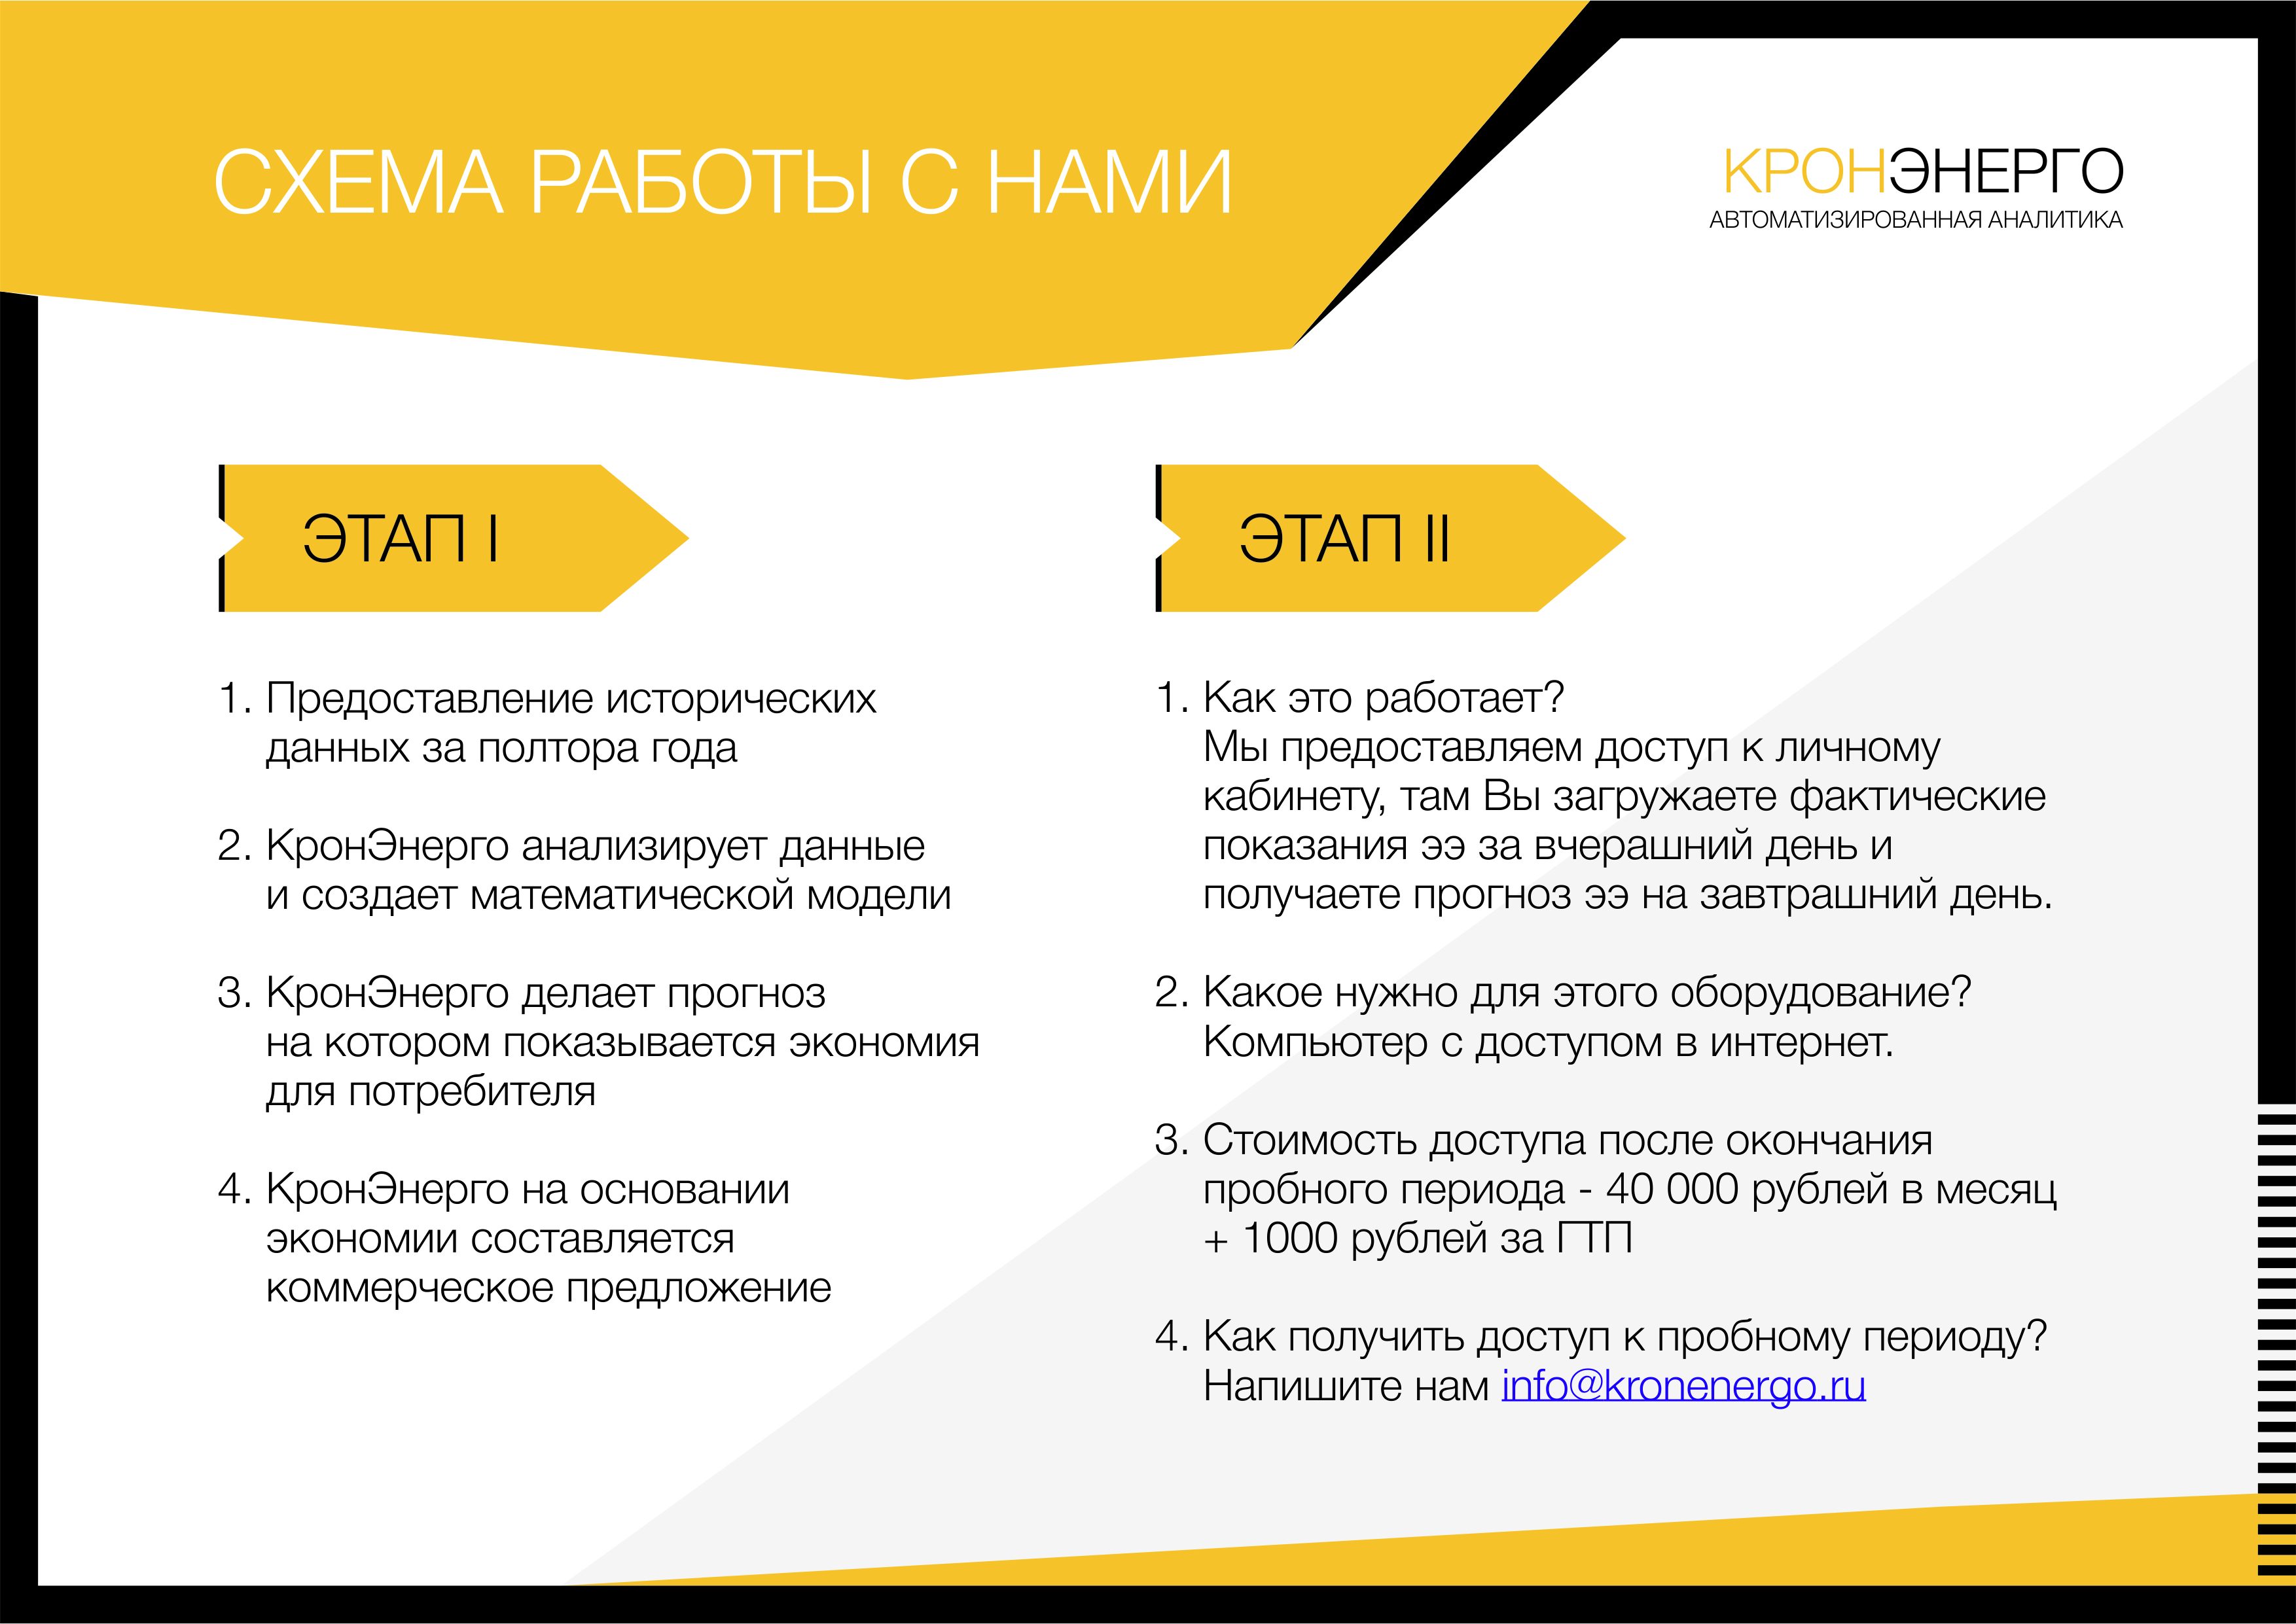 СХЕМА РАБОТЫ С НАМИ
КРОНЭНЕРГО
АВТОМАТИЗИРОВАННАЯ АНАЛИТИКА
ЭТАП I
1. Предоставление исторических
данных за полтора года
2. КронЭнерго анализирует данные
и создает математической модели
3. КронЭнерго делает прогноз
на котором показывается экономия
для потребителя
4. КронЭнерго на основании
экономии составляется
коммерческое предложение
ЭТАП II
1. Как это работает?
Мы предоставляем доступ к личному
кабинету, там Вы загружаете фактические
показания ээ за вчерашний день и
получаете прогноз ээ на завтрашний день.
2. Какое нужно для этого оборудование?
Компьютер с доступом в интернет.
3. Стоимость доступа после окончания
пробного периода - 40 000 рублей в месяц
+ 1000 рублей за ГТП
4. Как получить доступ к пробному периоду?
Напишите нам info@kronenergo.ru